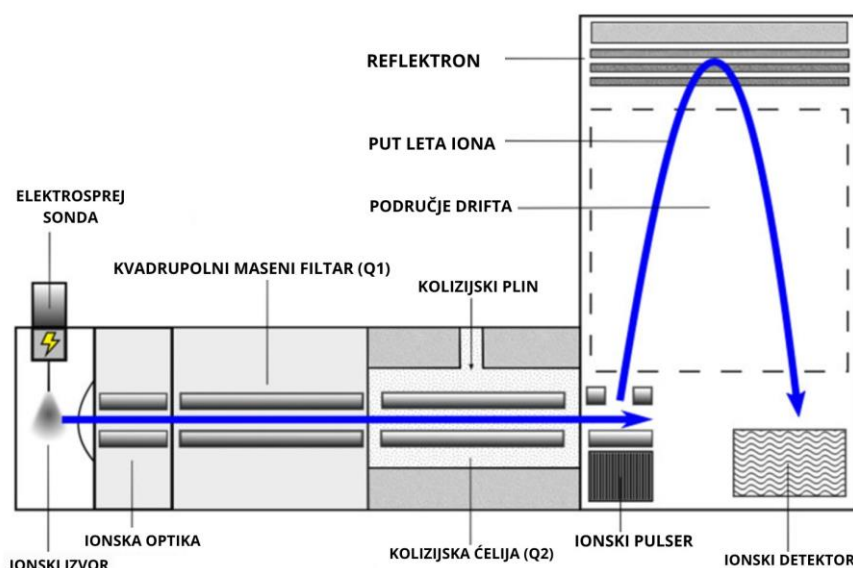 REFLEKTRON
PUT LETA IONA
ELEKTROSPREJ
SONDA
PODRUČJE DRIFTA
KVADRUPOLNI MASENI FILTAR (Q1)
KOLIZIJSKI PLIN
IONSKA OPTIKA
IONSKI IZVOR
KOLIZIJSKA ĆELIJA (Q2)
IONSKI PULSER
IONSKI DETEKTOR